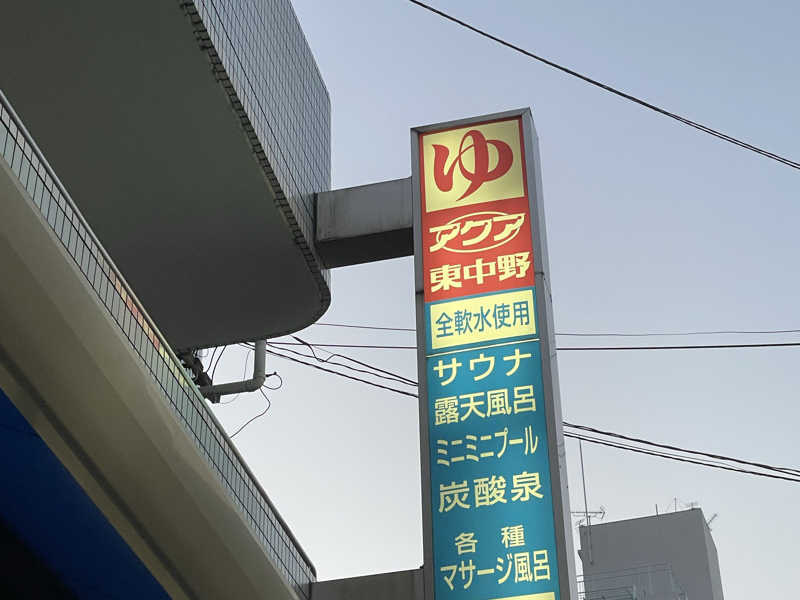 ゆ
アクア
東中野
全軟水使用
サウナ
露天風呂
ミニミニプール
炭酸泉
各種
マサージ風呂